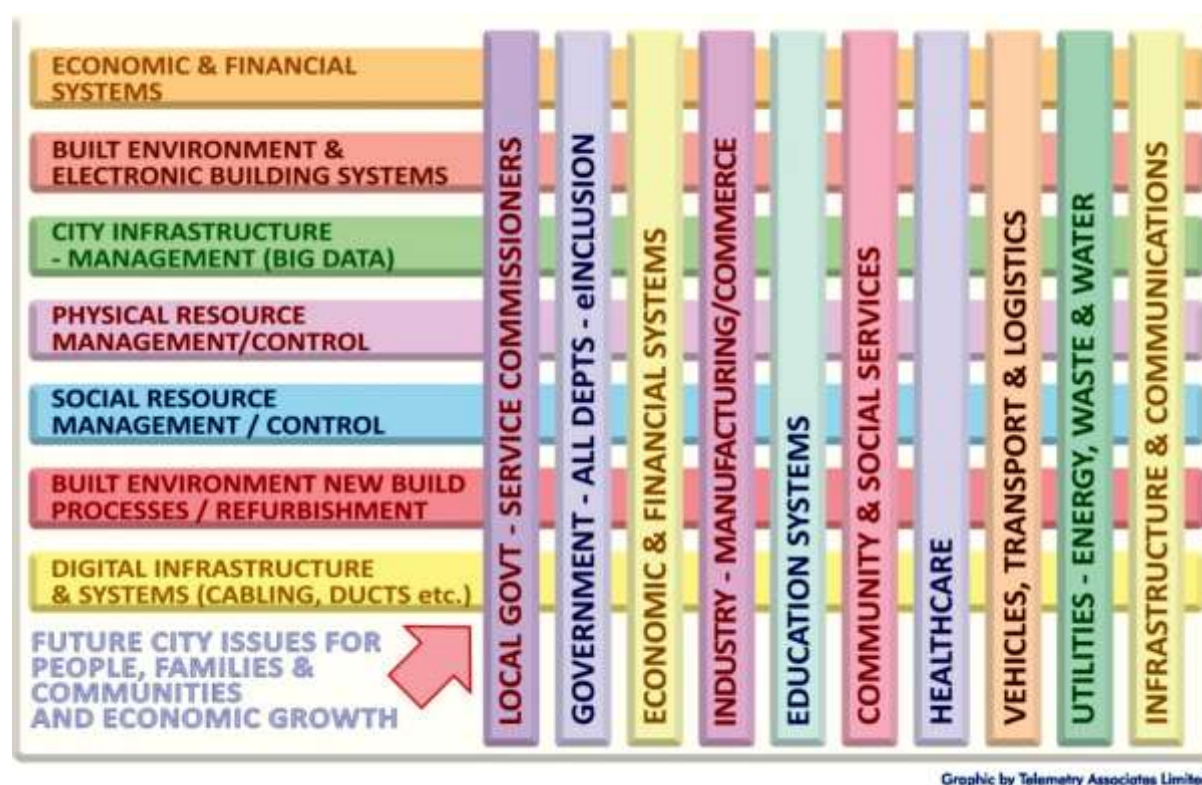 ECONOMIC & FINANCIAL
SYSTEMS
BUILT ENVIRONMENT &
ELECTRONIC BUILDING SYSTEMS
CITY INFRASTRUCTURE
- MANAGEMENT (BIG DATA)
PHYSICAL RESOURCE
MANAGEMENT/CONTROL
SOCIAL RESOURCE
MANAGEMENT / CONTROL
BUILT ENVIRONMENT NEW BUILD
PROCESSES / REFURBISHMENT
DIGITAL INFRASTRUCTURE
& SYSTEMS (CABLING, DUCTS etc.)
FUTURE CITY ISSUES FOR
PEOPLE, FAMILIES &
COMMUNITIES
AND ECONOMIC GROWTH
LOCAL GOVT - SERVICE COMMISSIONERS
GOVERNMENT - ALL DEPTS - eINCLUSION
ECONOMIC & FINANCIAL SYSTEMS
INDUSTRY - MANUFACTURING/COMMERCE
EDUCATION SYSTEMS
COMMUNITY & SOCIAL SERVICES
HEALTHCARE
VEHICLES, TRANSPORT & LOGISTICS
UTILITIES - ENERGY, WASTE & WATER
INFRASTRUCTURE & COMMUNICATIONS
Graphic by Telemetry Associates Limite